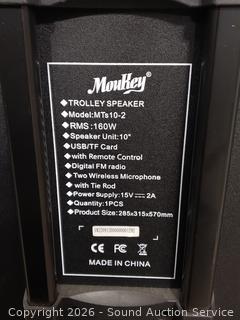 MouKey®
◆TROLLEY SPEAKER
◆Model:MTs10-2
◆RMS:160W
◆Speaker Unit:10"
◆USB/TF Card
◆with Remote Control
◆Digital FM radio
◆Two Wireless Microphone
◆with Tie Rod
◆Power Supply:15V⎓2A
◆Quantity:1PCS
◆Product Size:285x315x570mm
CE FC
MADE IN CHINA
Copyright 2026 - Sound Auction Service